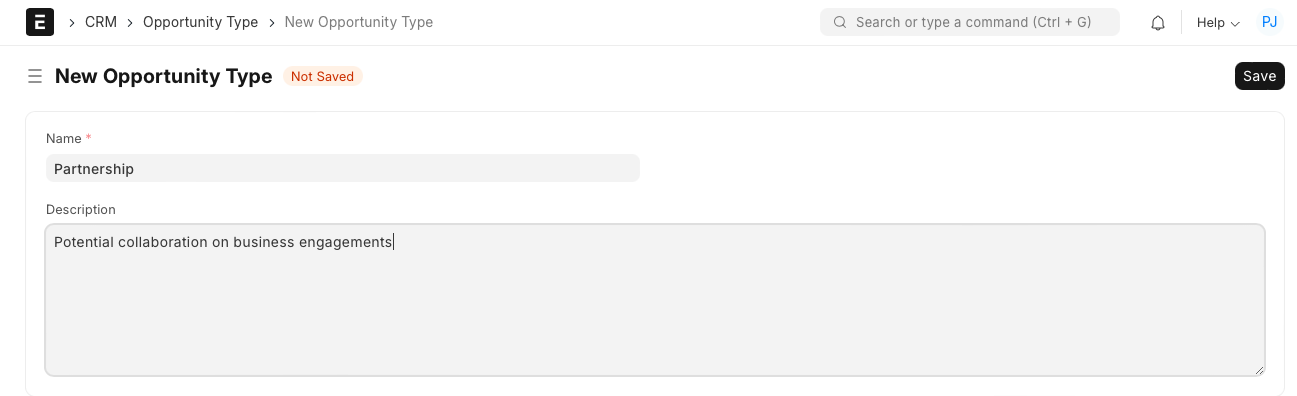 E CRM Opportunity Type New Opportunity Type Search or type a command (Ctrl + G) Help PJ
New Opportunity Type Not Saved Save
Name *
Partnership
Description
Potential collaboration on business engagements